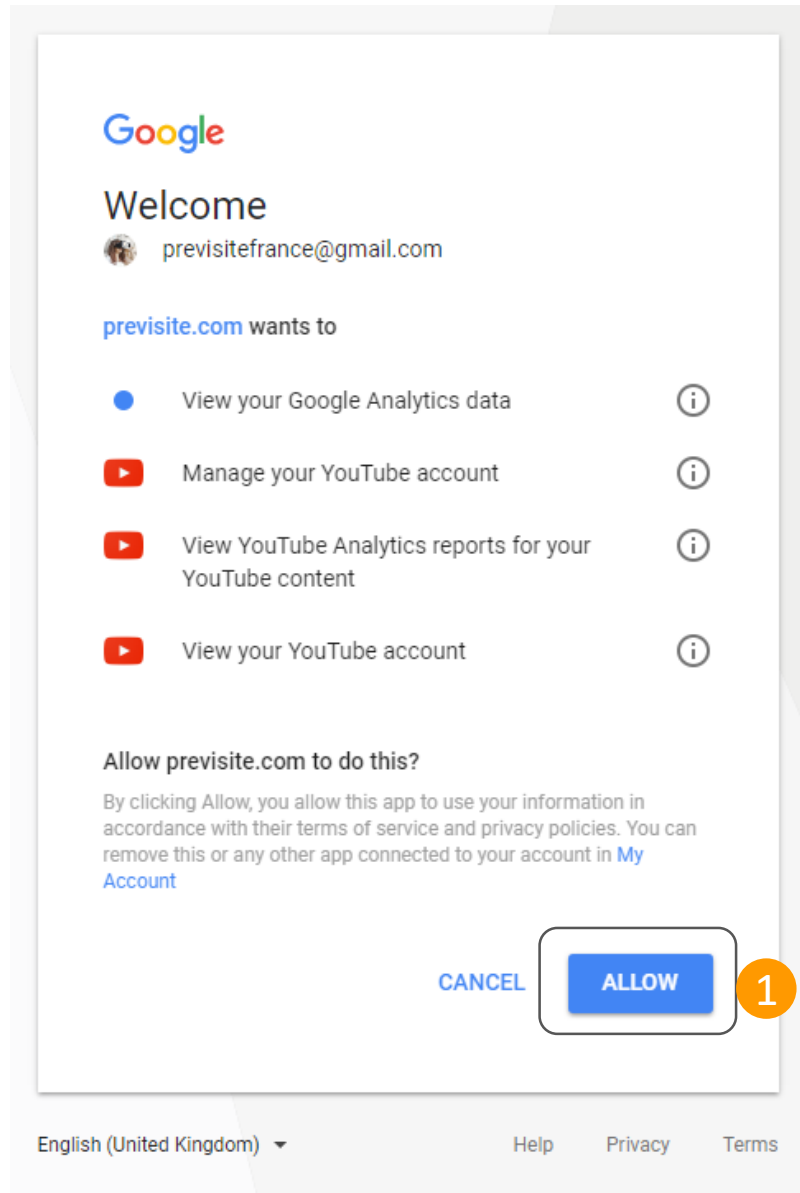 Google
Welcome
previsitefrance@gmail.com
previsite.com wants to
View your Google Analytics data
Manage your YouTube account
View YouTube Analytics reports for your
YouTube content
View your YouTube account
Allow previsite.com to do this?
By clicking Allow, you allow this app to use your information in
accordance with their terms of service and privacy policies. You can
remove this or any other app connected to your account in My
Account
CANCEL ALLOW 1
English (United Kingdom) Help Privacy Terms